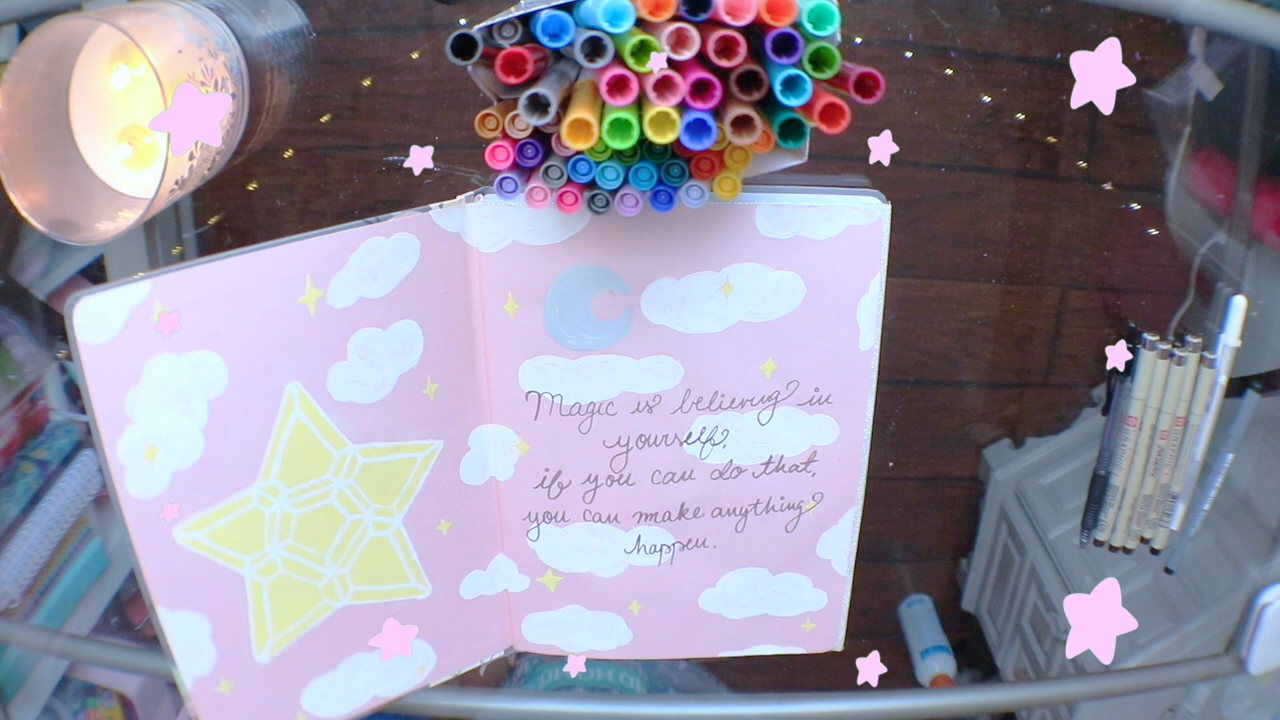 Magic is believing in
yourself.
if you can do that,
you can make anything
happen.